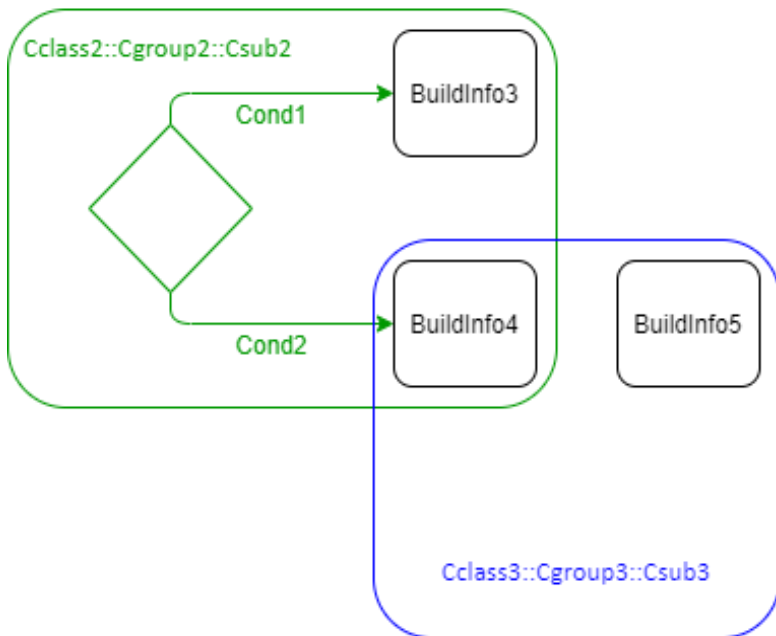 Cclass2::Cgroup2::Csub2
BuildInfo3
Cond1
BuildInfo4
BuildInfo5
Cond2
Cclass3::Cgroup3::Csub3